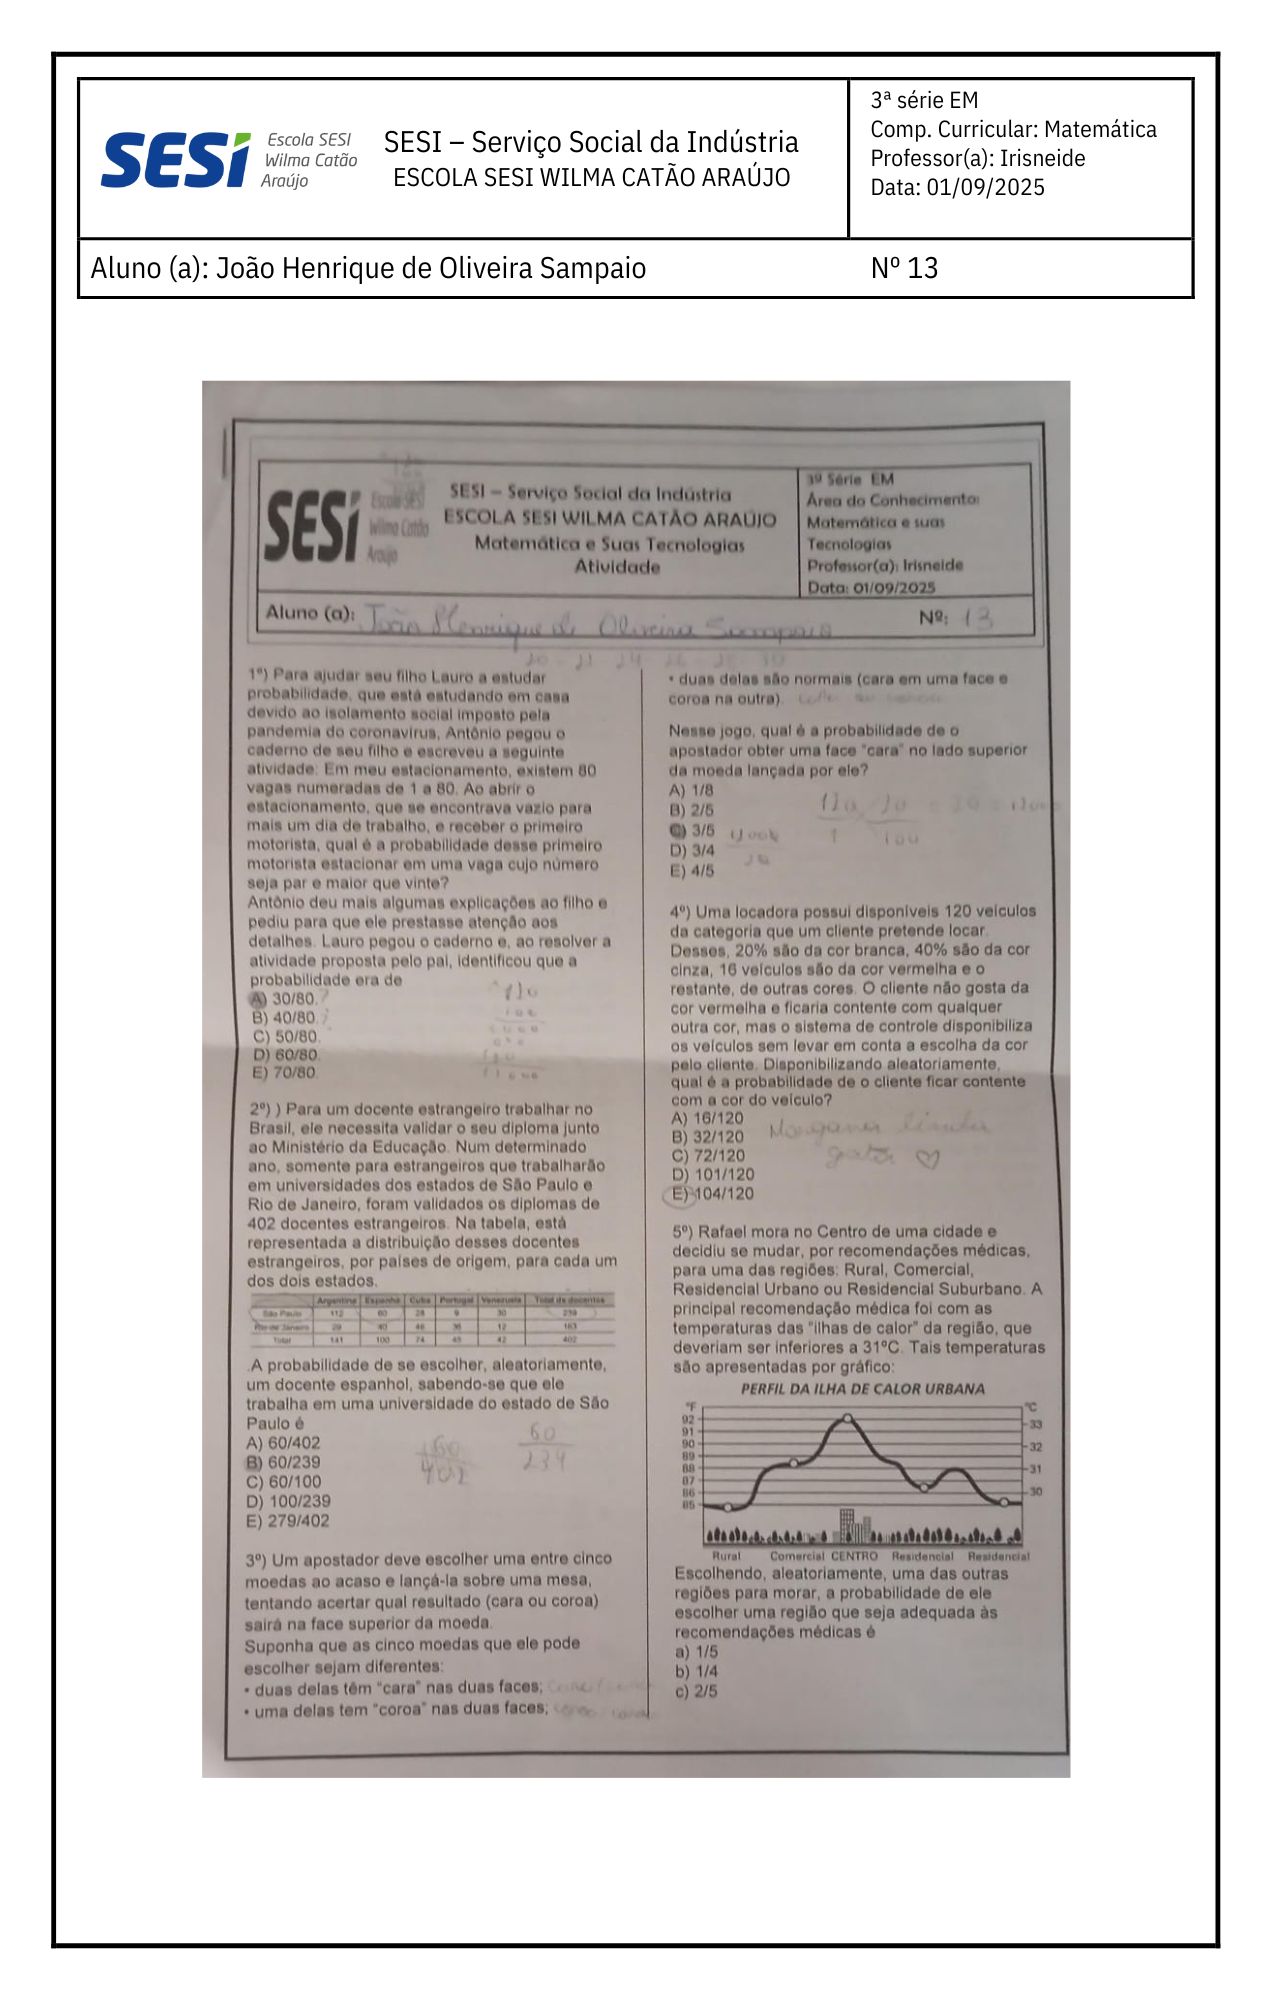 SESI
Escola SESI
Wilma Catão
Araújo
SESI – Serviço Social da Indústria
ESCOLA SESI WILMA CATÃO ARAÚJO
3ª série EM
Comp. Curricular: Matemática
Professor(a): Irisneide
Data: 01/09/2025
Aluno (a): João Henrique de Oliveira Sampaio
Nº 13
SESI
Escola SESI
Wilma Catão
Araújo
SESI – Serviço Social da Indústria
ESCOLA SESI WILMA CATÃO ARAÚJO
Matemática e Suas Tecnologias
Atividade
3ª Série EM
Área do Conhecimento:
Matemática e suas
Tecnologias
Professor(a): Irisneide
Data: 01/09/2025
Aluno (a): João Henrique de Oliveira Sampaio
Nº: 13
1º) Para ajudar seu filho Lauro a estudar
probabilidade, que está estudando em casa
devido ao isolamento social imposto pela
pandemia do coronavírus, Antônio pegou o
caderno de seu filho e escreveu a seguinte
atividade: Em meu estacionamento, existem 80
vagas numeradas de 1 a 80. Ao abrir o
estacionamento, que se encontrava vazio para
mais um dia de trabalho, e receber o primeiro
motorista, qual é a probabilidade desse primeiro
motorista estacionar em uma vaga cujo número
seja par e maior que vinte?
Antônio deu mais algumas explicações ao filho e
pediu para que ele prestasse atenção aos
detalhes. Lauro pegou o caderno e, ao resolver a
atividade proposta pelo pai, identificou que a
probabilidade era de
A) 30/80.
B) 40/80.
C) 50/80.
D) 60/80.
E) 70/80.
2º) ) Para um docente estrangeiro trabalhar no
Brasil, ele necessita validar o seu diploma junto
ao Ministério da Educação. Num determinado
ano, somente para estrangeiros que trabalharão
em universidades dos estados de São Paulo e
Rio de Janeiro, foram validados os diplomas de
402 docentes estrangeiros. Na tabela, está
representada a distribuição desses docentes
estrangeiros, por países de origem, para cada um
dos dois estados.
Argentina Espanha Cuba Portugal Venezuela Total de docentes
São Paulo 112 60 28 9 30 239
Rio de Janeiro 29 40 46 36 12 163
Total 141 100 74 45 42 402
.A probabilidade de se escolher, aleatoriamente,
um docente espanhol, sabendo-se que ele
trabalha em uma universidade do estado de São
Paulo é
A) 60/402
B) 60/239
C) 60/100
D) 100/239
E) 279/402
60
402
60
239
3º) Um apostador deve escolher uma entre cinco
moedas ao acaso e lançá-la sobre uma mesa,
tentando acertar qual resultado (cara ou coroa)
sairá na face superior da moeda.
Suponha que as cinco moedas que ele pode
escolher sejam diferentes:
• duas delas têm “cara” nas duas faces;
• uma delas tem “coroa” nas duas faces;
• duas delas são normais (cara em uma face e
coroa na outra).
Nesse jogo, qual é a probabilidade de o
apostador obter uma face “cara” no lado superior
da moeda lançada por ele?
A) 1/8
B) 2/5
C) 3/5
D) 3/4
E) 4/5
4º) Uma locadora possui disponíveis 120 veículos
da categoria que um cliente pretende locar.
Desses, 20% são da cor branca, 40% são da cor
cinza, 16 veículos são da cor vermelha e o
restante, de outras cores. O cliente não gosta da
cor vermelha e ficaria contente com qualquer
outra cor, mas o sistema de controle disponibiliza
os veículos sem levar em conta a escolha da cor
pelo cliente. Disponibilizando aleatoriamente,
qual é a probabilidade de o cliente ficar contente
com a cor do veículo?
A) 16/120
B) 32/120
C) 72/120
D) 101/120
E) 104/120
5º) Rafael mora no Centro de uma cidade e
decidiu se mudar, por recomendações médicas,
para uma das regiões: Rural, Comercial,
Residencial Urbano ou Residencial Suburbano. A
principal recomendação médica foi com as
temperaturas das “ilhas de calor” da região, que
deveriam ser inferiores a 31ºC. Tais temperaturas
são apresentadas por gráfico:
PERFIL DA ILHA DE CALOR URBANA
°F
92
91
90
89
88
87
86
85
°C
33
32
31
30
Rural Comercial CENTRO Residencial Residencial
Escolhendo, aleatoriamente, uma das outras
regiões para morar, a probabilidade de ele
escolher uma região que seja adequada às
recomendações médicas é
a) 1/5
b) 1/4
c) 2/5